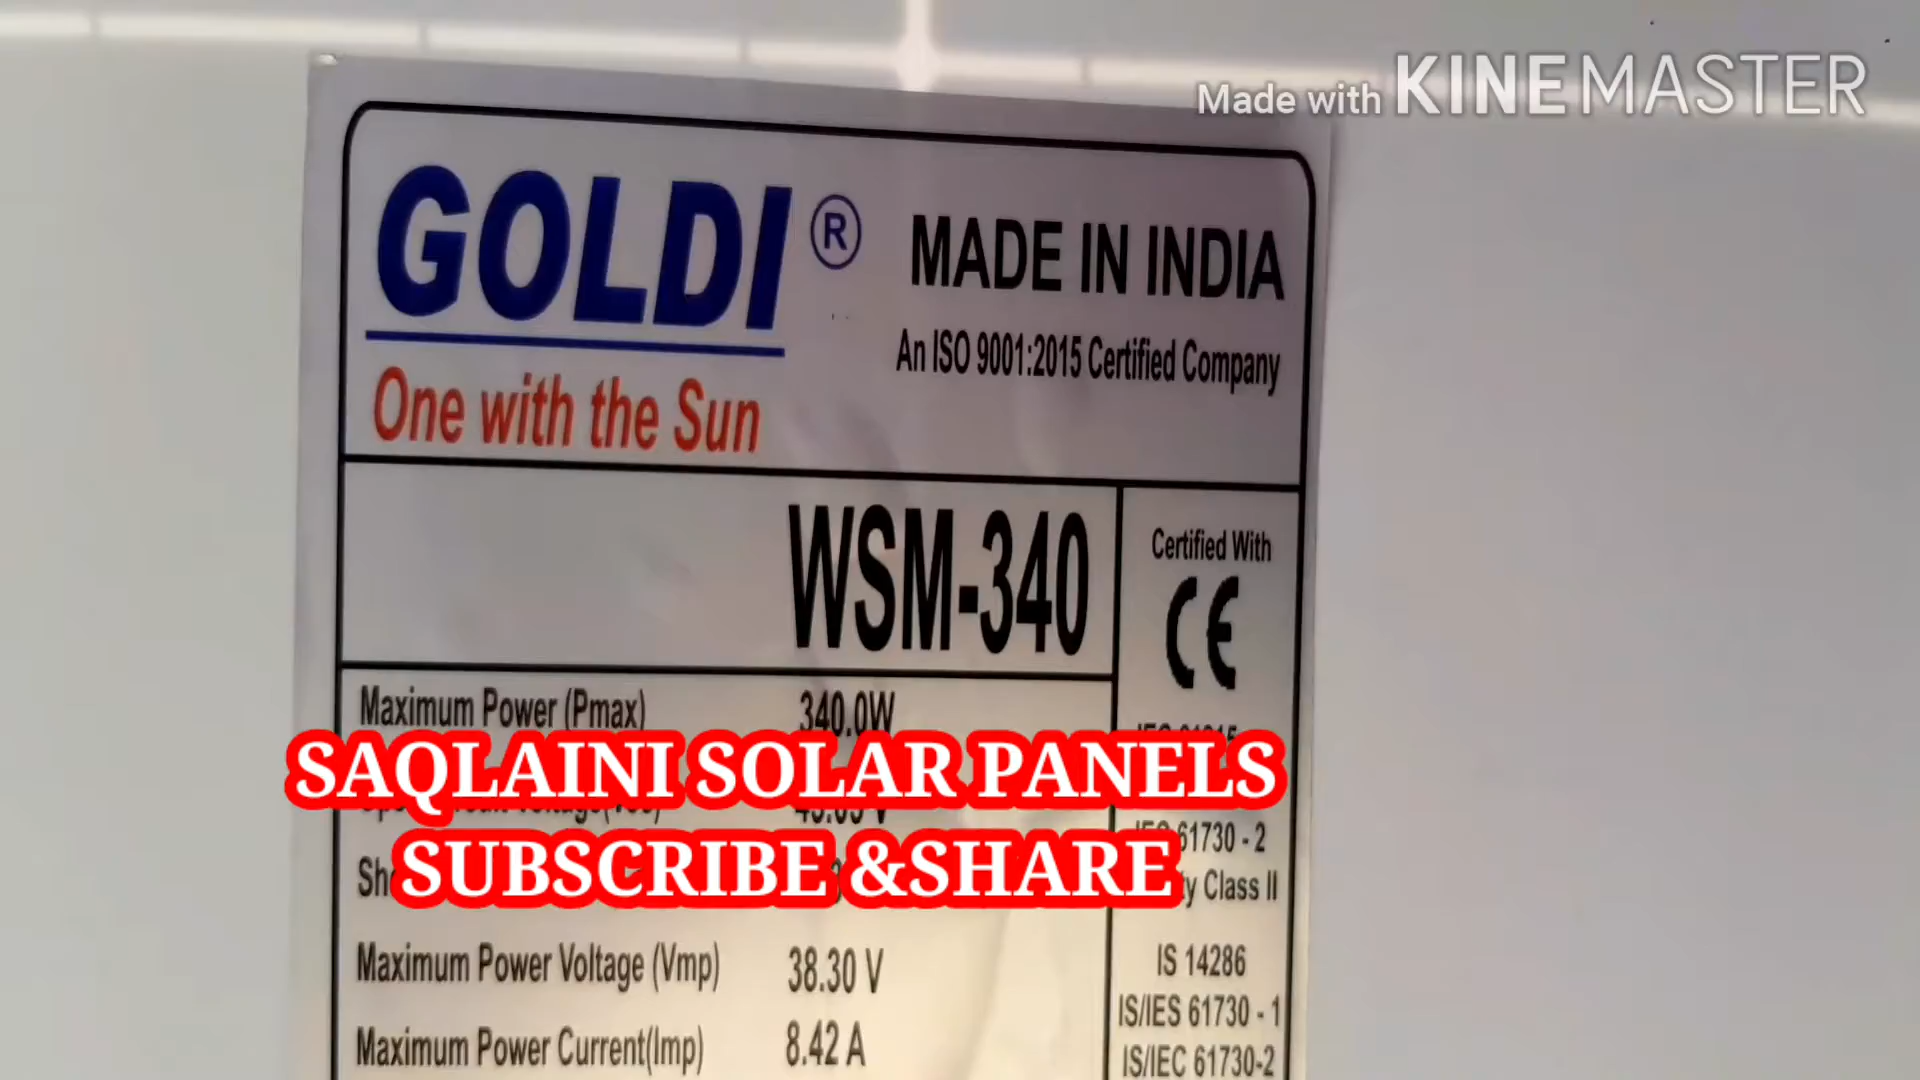 Made with KINEMASTER
GOLDI ® MADE IN INDIA
An ISO 9001:2015 Certified Company
One with the Sun
WSM-340
Certified With
CE
Maximum Power (Pmax) 340.0W
SAQLAINI SOLAR PANELS
61730 - 2
SUBSCRIBE &SHARE
Class II
Maximum Power Voltage (Vmp) 38.30 V
IS 14286
IS/IES 61730 - 1
Maximum Power Current(Imp) 8.42 A
IS/IEC 61730-2